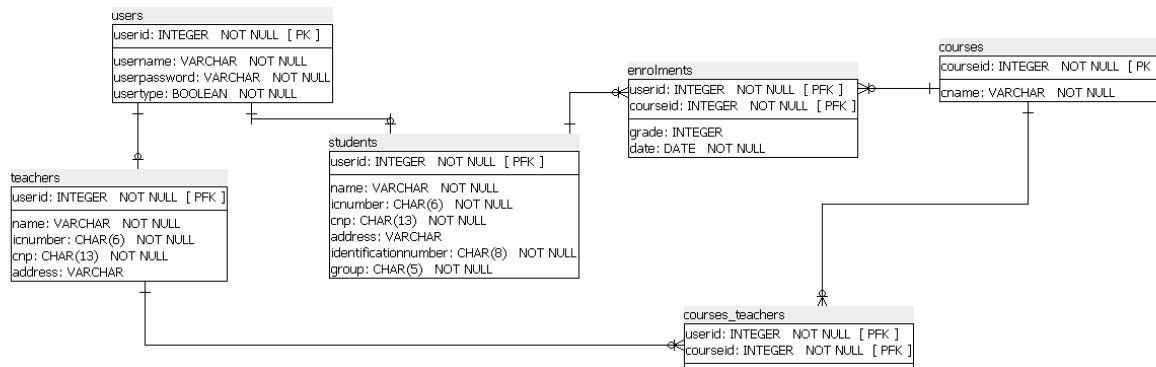 users
userid: INTEGER NOT NULL [ PK ]
username: VARCHAR NOT NULL
userpassword: VARCHAR NOT NULL
usertype: BOOLEAN NOT NULL
teachers
userid: INTEGER NOT NULL [ PFK ]
name: VARCHAR NOT NULL
icnumber: CHAR(6) NOT NULL
cnp: CHAR(13) NOT NULL
address: VARCHAR
students
userid: INTEGER NOT NULL [ PFK ]
name: VARCHAR NOT NULL
icnumber: CHAR(6) NOT NULL
cnp: CHAR(13) NOT NULL
address: VARCHAR
identificationnumber: CHAR(8) NOT NULL
group: CHAR(5) NOT NULL
enrolments
userid: INTEGER NOT NULL [ PFK ]
courseid: INTEGER NOT NULL [ PFK ]
grade: INTEGER
date: DATE NOT NULL
courses
courseid: INTEGER NOT NULL [ PK
cname: VARCHAR NOT NULL
courses_teachers
userid: INTEGER NOT NULL [ PFK ]
courseid: INTEGER NOT NULL [ PFK ]